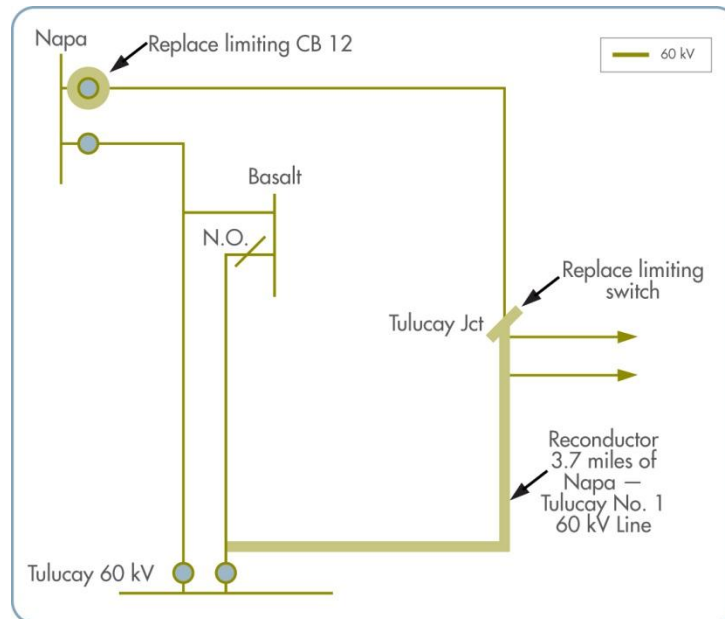 Napa
Replace limiting CB 12
60 kV
Basalt
N.O.
Replace limiting
switch
Tulucay Jct
Reconductor
3.7 miles of
Napa —
Tulucay No. 1
60 kV Line
Tulucay 60 kV